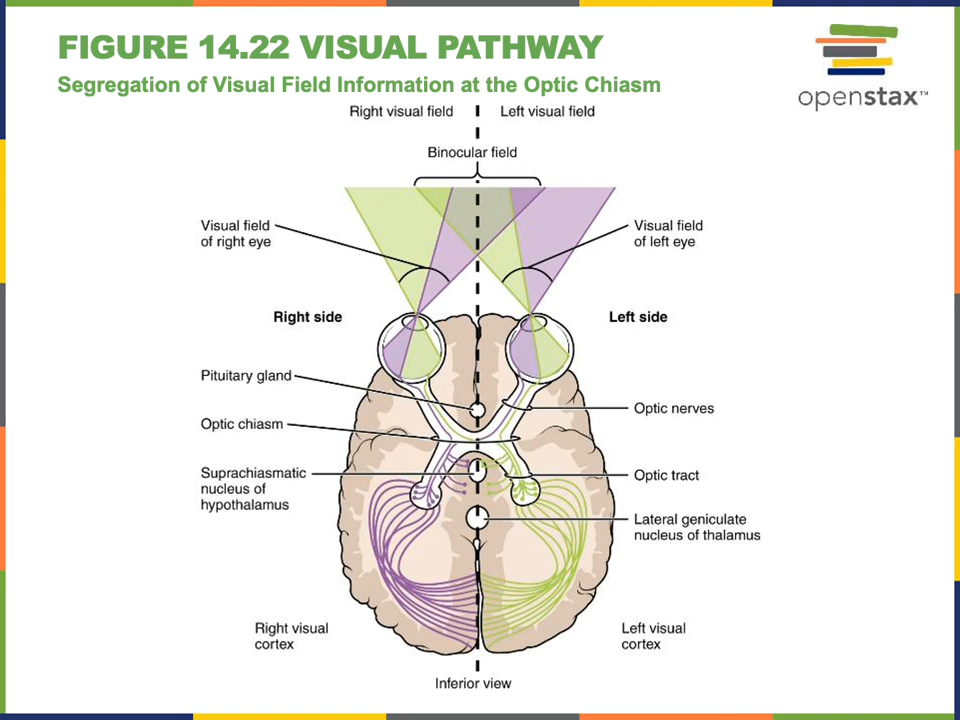 FIGURE 14.22 VISUAL PATHWAY
Segregation of Visual Field Information at the Optic Chiasm
openstax™
Right visual field
Left visual field
Binocular field
Visual field
of right eye
Visual field
of left eye
Right side
Left side
Pituitary gland
Optic nerves
Optic chiasm
Suprachiasmatic
nucleus of
hypothalamus
Optic tract
Lateral geniculate
nucleus of thalamus
Right visual
cortex
Left visual
cortex
Inferior view